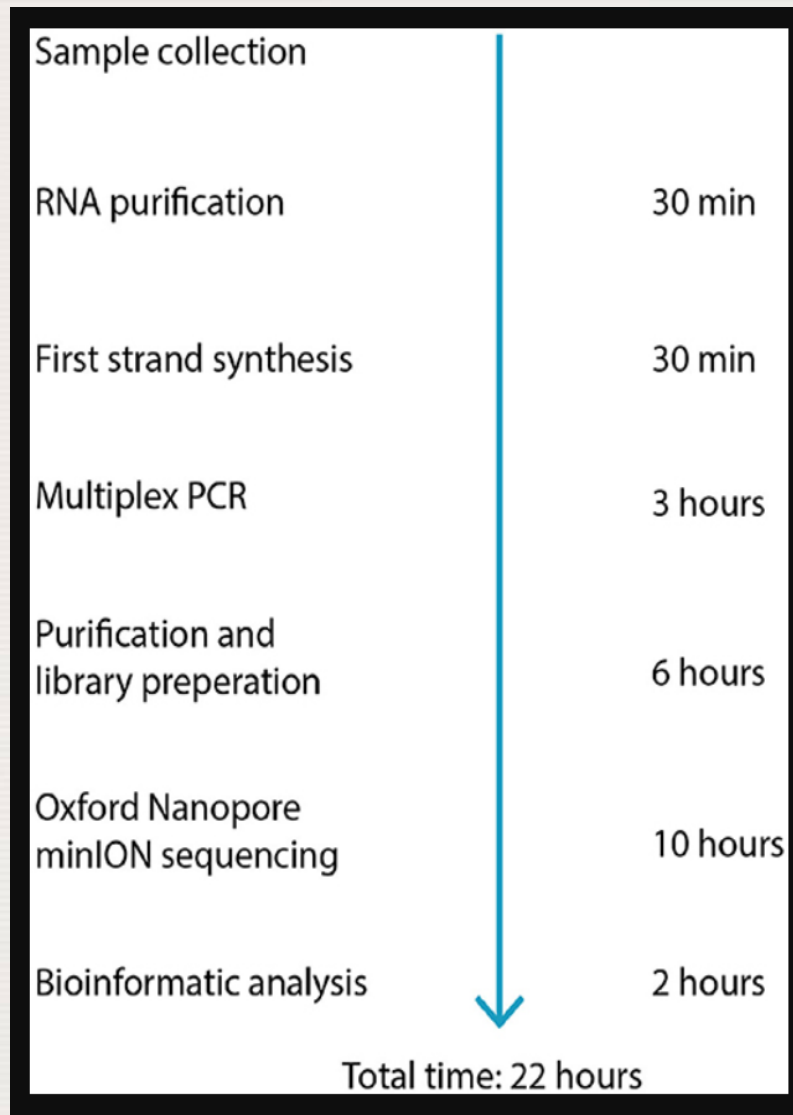 Sample collection
RNA purification 30 min
First strand synthesis 30 min
Multiplex PCR 3 hours
Purification and
library preperation 6 hours
Oxford Nanopore
minION sequencing 10 hours
Bioinformatic analysis 2 hours
Total time: 22 hours